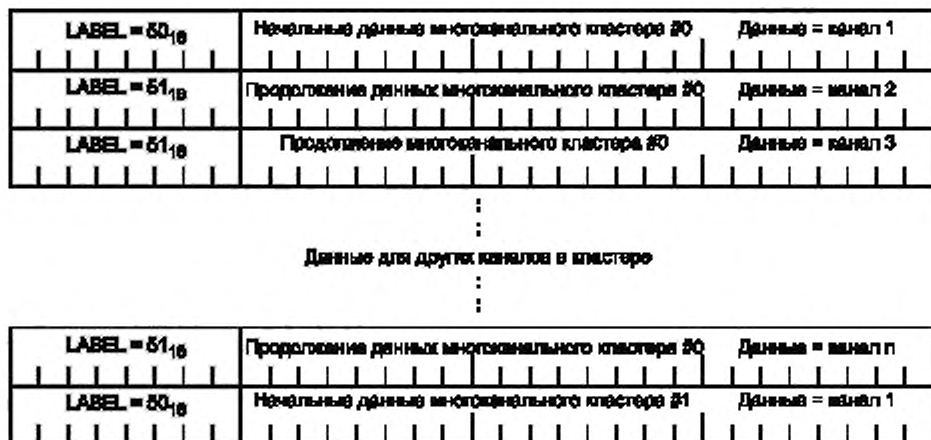 LABEL = 50₁₆ Начальные данные многоканального кластера #0 Данные = канал 1
LABEL = 51₁₆ Продолжение данных многоканального кластера #0 Данные = канал 2
LABEL = 51₁₆ Продолжение многоканального кластера #0 Данные = канал 3
Данные для других каналов в кластере
LABEL = 51₁₆ Продолжение данных многоканального кластера #0 Данные = канал n
LABEL = 50₁₆ Начальные данные многоканального кластера #1 Данные = канал 1